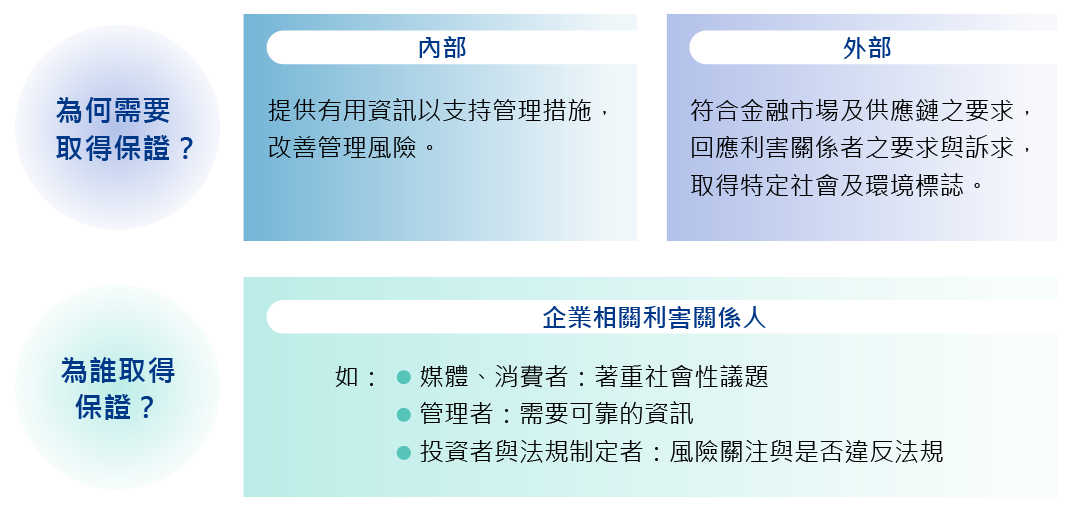 為何需要
取得保證？
內部
提供有用資訊以支持管理措施，
改善管理風險。
外部
符合金融市場及供應鏈之要求，
回應利害關係者之要求與訴求，
取得特定社會及環境標誌。
為誰取得
保證？
企業相關利害關係人
如：● 媒體、消費者：著重社會性議題
● 管理者：需要可靠的資訊
● 投資者與法規制定者：風險關注與是否違反法規